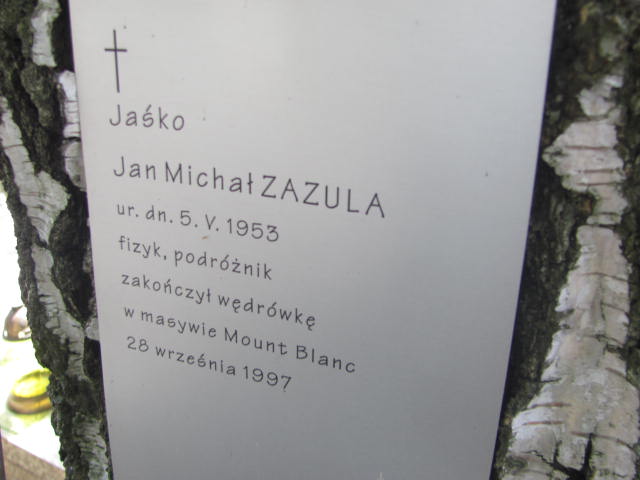 Jaśko
Jan Michał ZAZULA
ur. dn. 5. V. 1953
fizyk, podróżnik
zakończył wędrówkę
w masywie Mount Blanc
28 września 1997